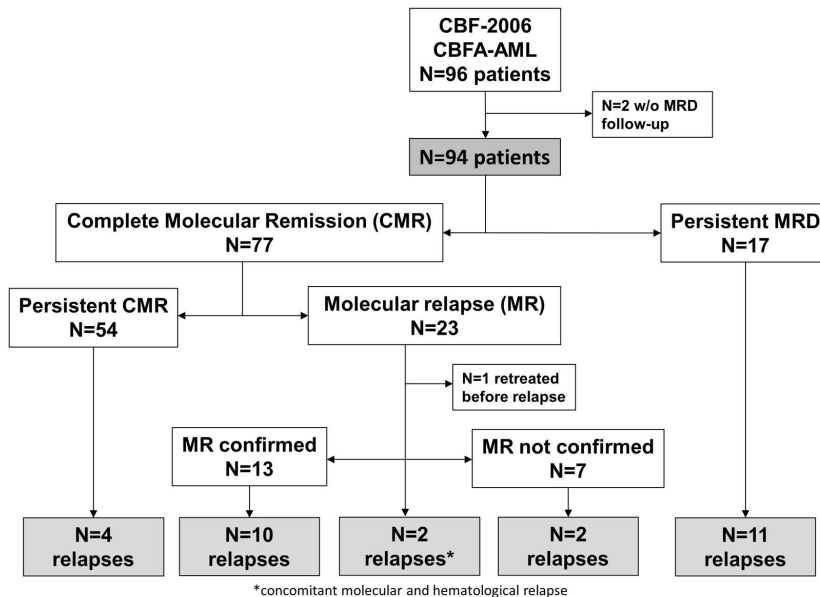 CBF-2006
CBFA-AML
N=96 patients
N=2 w/o MRD
follow-up
N=94 patients
Complete Molecular Remission (CMR)
N=77
Persistent MRD
N=17
Persistent CMR
N=54
Molecular relapse (MR)
N=23
N=1 retreated
before relapse
MR confirmed
N=13
MR not confirmed
N=7
N=4
relapses
N=10
relapses
N=2
relapses*
N=2
relapses
N=11
relapses
*concomitant molecular and hematological relapse